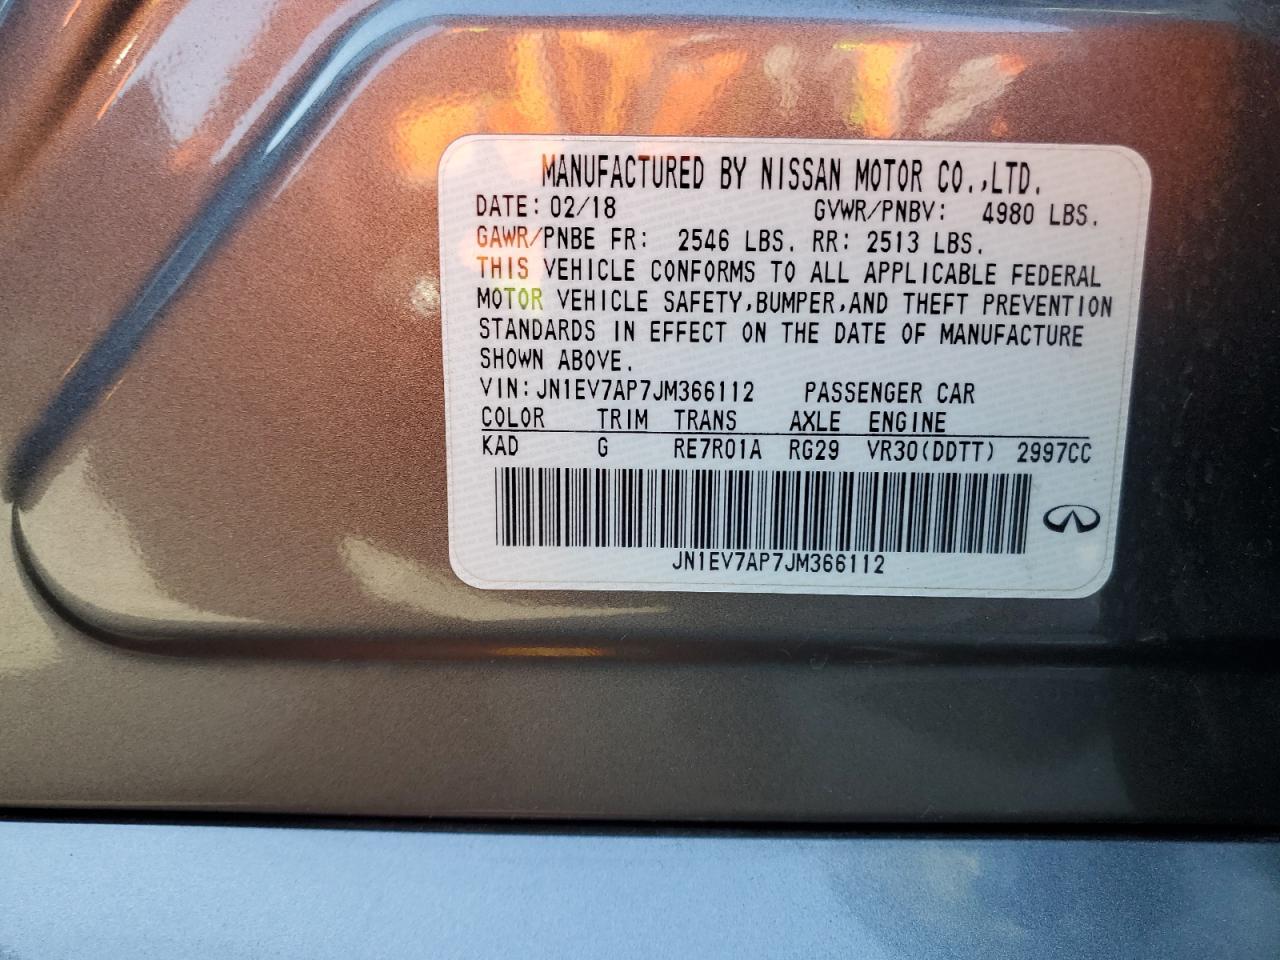 MANUFACTURED BY NISSAN MOTOR CO.,LTD.
DATE: 02/18 GVWR/PNBV: 4980 LBS.
GAWR/PNBE FR: 2546 LBS. RR: 2513 LBS.
THIS VEHICLE CONFORMS TO ALL APPLICABLE FEDERAL
MOTOR VEHICLE SAFETY,BUMPER,AND THEFT PREVENTION
STANDARDS IN EFFECT ON THE DATE OF MANUFACTURE
SHOWN ABOVE.
VIN: JN1EV7AP7JM366112 PASSENGER CAR
COLOR TRIM TRANS AXLE ENGINE
KAD G RE7R01A RG29 VR30(DDTT) 2997CC
JN1EV7AP7JM366112